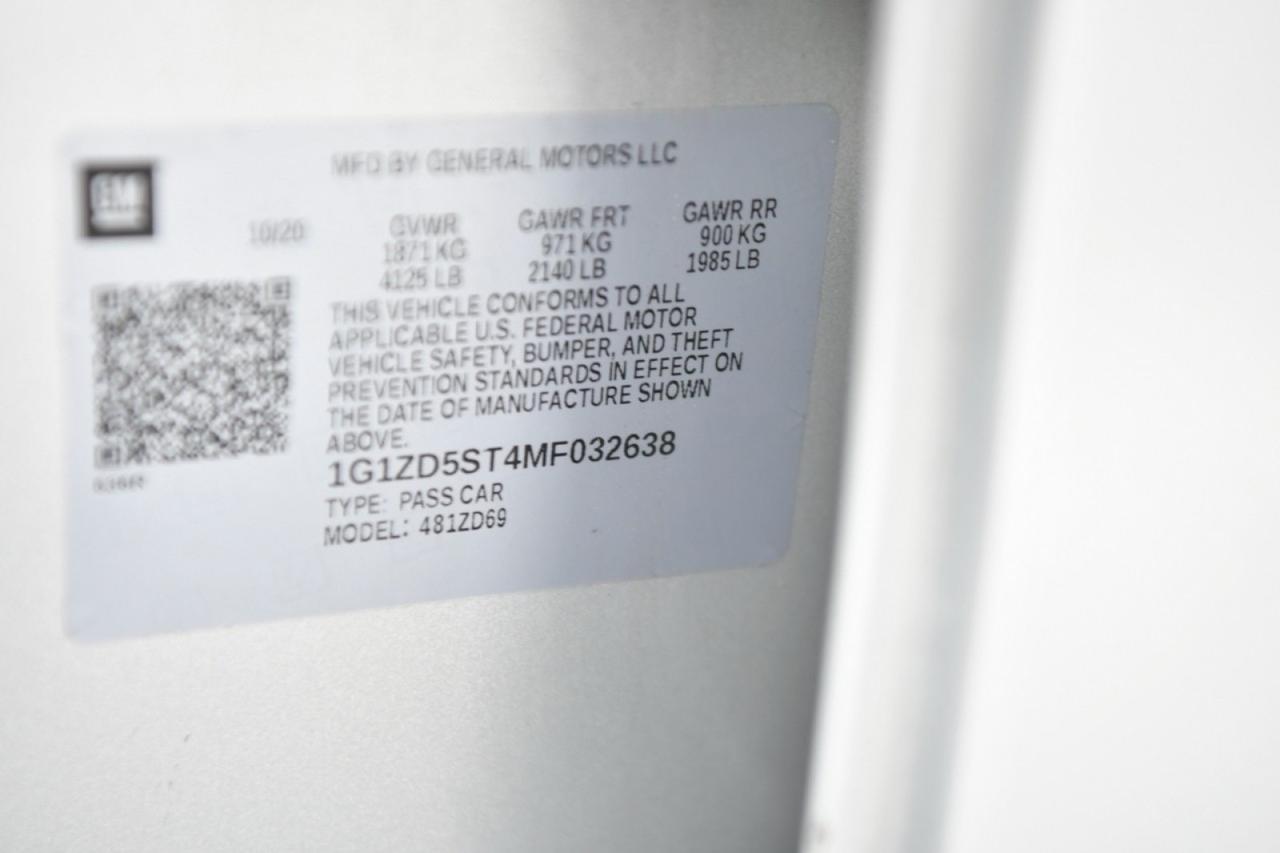 GM
MFD BY GENERAL MOTORS LLC
10/20 GVWR GAWR FRT GAWR RR
1871 KG 971 KG 900 KG
4125 LB 2140 LB 1985 LB
THIS VEHICLE CONFORMS TO ALL
APPLICABLE U.S. FEDERAL MOTOR
VEHICLE SAFETY, BUMPER, AND THEFT
PREVENTION STANDARDS IN EFFECT ON
THE DATE OF MANUFACTURE SHOWN
ABOVE.
1G1ZD5ST4MF032638
TYPE: PASS CAR
MODEL: 481ZD69